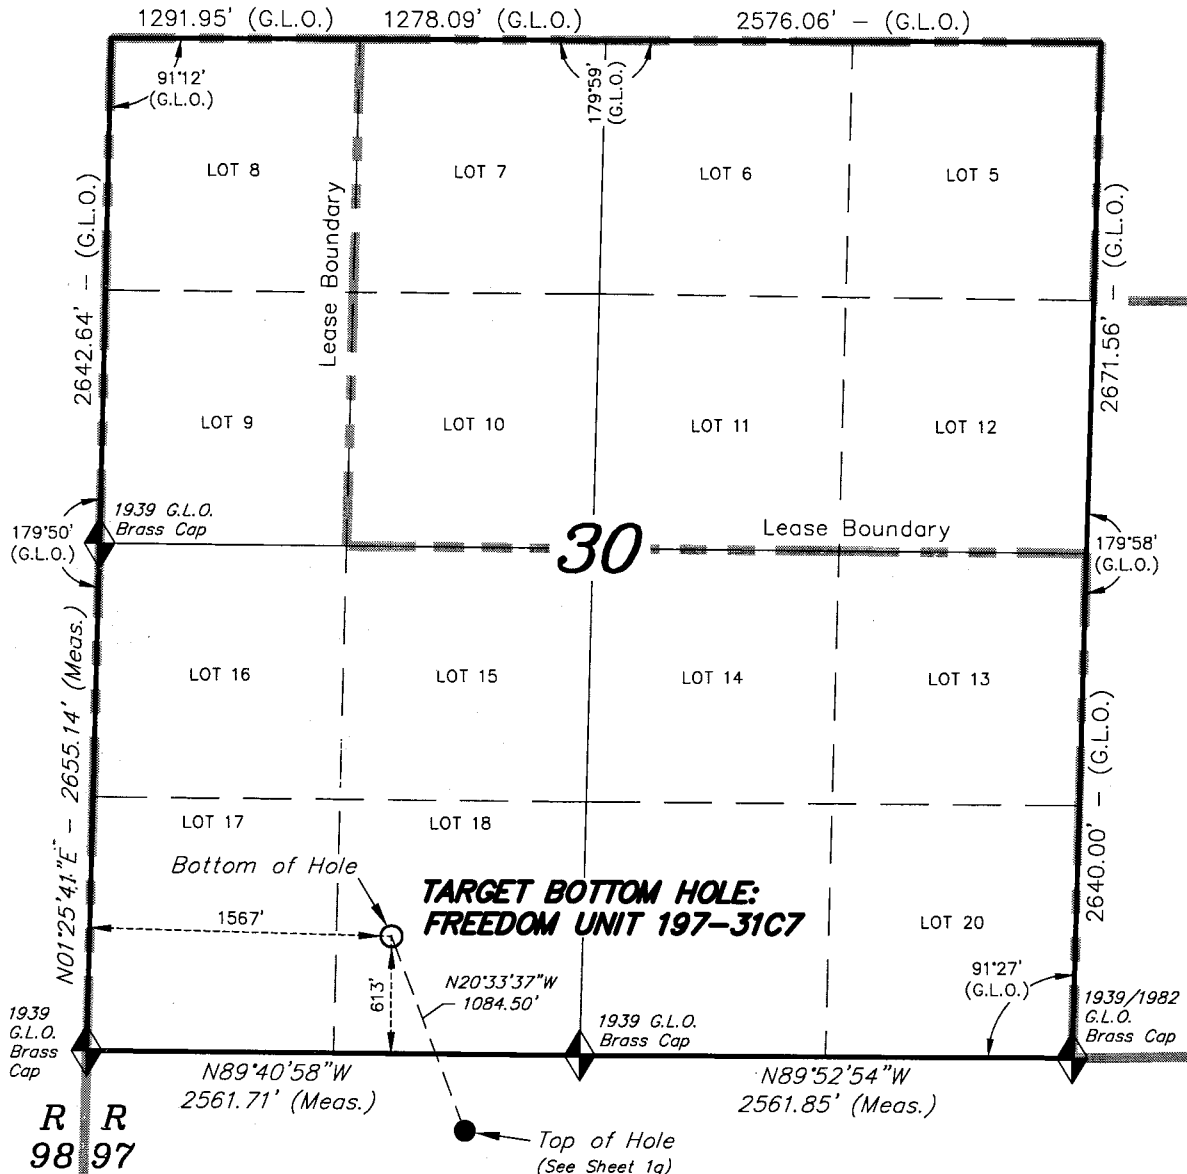 1291.95' (G.L.O.)
1278.09' (G.L.O.)
2576.06' – (G.L.O.)
91°12'
(G.L.O.)
179°59'
(G.L.O.)
LOT 8
LOT 7
LOT 6
LOT 5
2642.64' – (G.L.O.)
Lease Boundary
2671.56' – (G.L.O.)
LOT 9
LOT 10
LOT 11
LOT 12
1939 G.L.O.
Brass Cap
179°50'
(G.L.O.)
30
Lease Boundary
179°58'
(G.L.O.)
N01°25'41"E – 2655.14' (Meas.)
LOT 16
LOT 15
LOT 14
LOT 13
2640.00' – (G.L.O.)
LOT 17
LOT 18
Bottom of Hole
TARGET BOTTOM HOLE:
FREEDOM UNIT 197–31C7
1567'
LOT 20
613'
N20°33'37"W
1084.50'
91°27'
(G.L.O.)
1939
G.L.O.
Brass
Cap
1939 G.L.O.
Brass Cap
1939/1982
G.L.O.
Brass Cap
N89°40'58"W
2561.71' (Meas.)
N89°52'54"W
2561.85' (Meas.)
R R
98 97
Top of Hole
(See Sheet 1a)